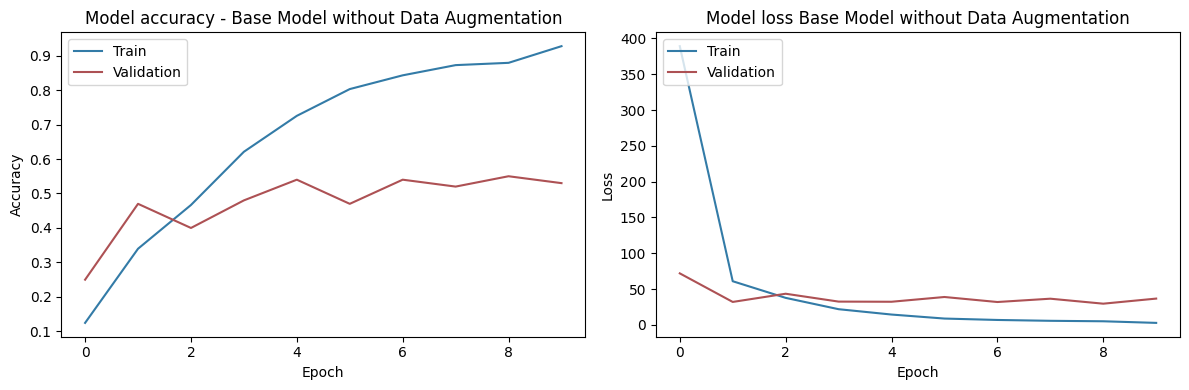 Model accuracy - Base Model without Data Augmentation
Train
Validation
0.9
0.8
0.7
0.6
0.5
0.4
0.3
0.2
0.1
Accuracy
0 2 4 6 8
Epoch
Model loss Base Model without Data Augmentation
Train
Validation
400
350
300
250
200
150
100
50
0
Loss
0 2 4 6 8
Epoch